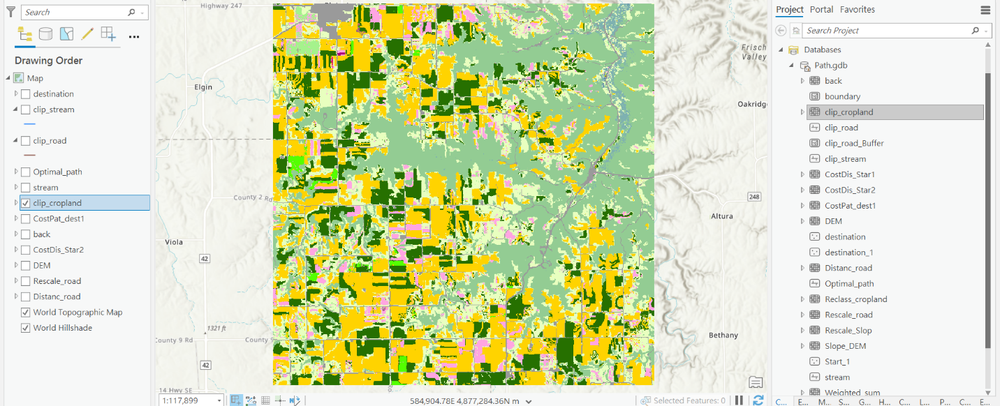 Search
Drawing Order
Map
destination
clip_stream
clip_road
Optimal_path
stream
clip_cropland
CostPat_dest1
back
CostDis_Star2
DEM
Rescale_road
Distanc_road
World Topographic Map
World Hillshade
Highway 247
Elgin
County 2 Rd
Viola
42
1321 ft
County 9 Rd
County 9
42
14 Hwy SE
Frisch
Valley
Oakridg
248
Altura
Bethany
1:117,899
584,904.78E 4,877,284.36N m
Selected Features: 0
Project Portal Favorites
Search Project
Databases
Path.gdb
back
boundary
clip_cropland
clip_road
clip_road_Buffer
clip_stream
CostDis_Star1
CostDis_Star2
CostPat_dest1
DEM
destination
destination_1
Distanc_road
Optimal_path
Reclass_cropland
Rescale_road
Rescale_Slop
Slope_DEM
Start_1
stream
Weighted_sum
C... E... M... S... G... H... C... L... P... C... E...